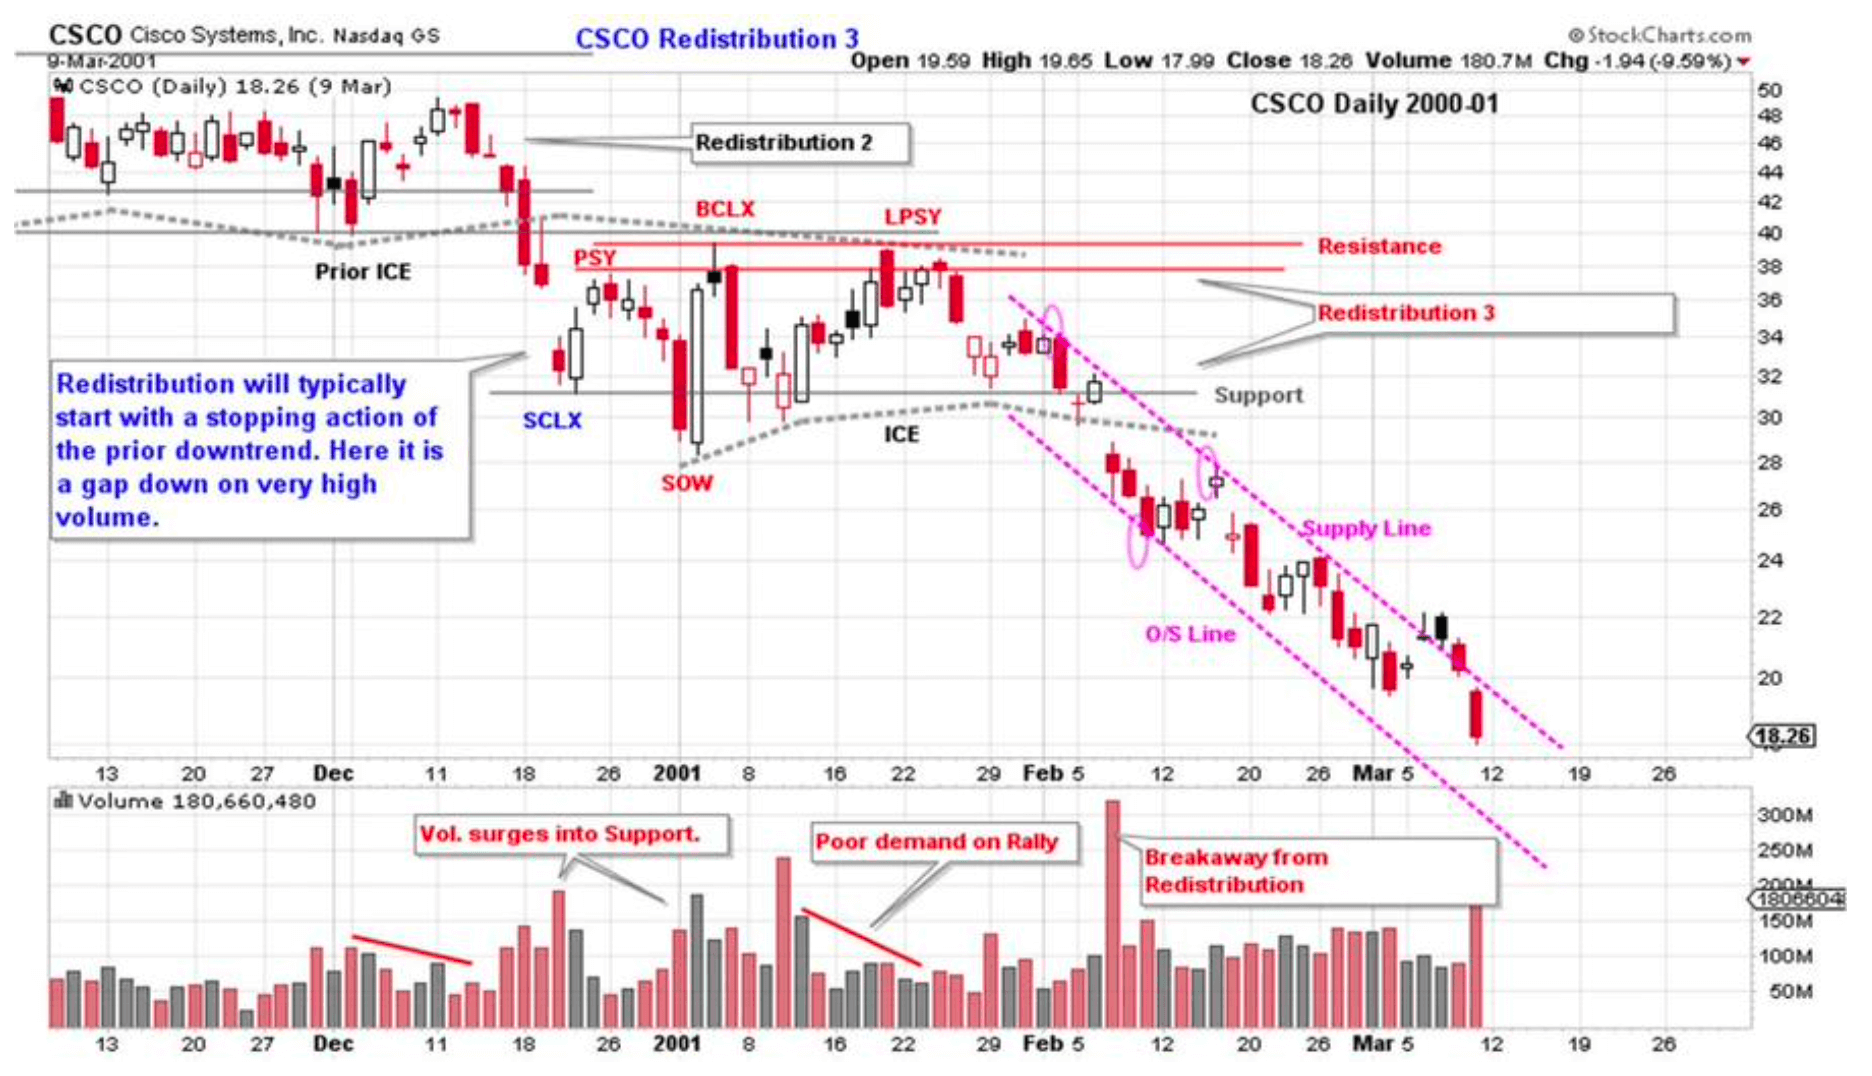 CSCO Cisco Systems, Inc. Nasdaq GS
CSCO Redistribution 3
© StockCharts.com
9-Mar-2001
Open 19.59 High 19.65 Low 17.99 Close 18.26 Volume 180.7M Chg -1.94 (-9.59%)
CSCO (Daily) 18.26 (9 Mar)
CSCO Daily 2000-01
50
48
46
44
42
40
38
36
34
32
30
28
26
24
22
20
18.26
Redistribution 2
BCLX
LPSY
Resistance
PSY
Prior ICE
Redistribution 3
Redistribution will typically
start with a stopping action of
the prior downtrend. Here it is
a gap down on very high
volume.
Support
SCLX
ICE
SOW
Supply Line
O/S Line
13 20 27 Dec 11 18 26 2001 8 16 22 29 Feb 5 12 20 26 Mar 5 12 19 26
Volume 180,660,480
Vol. surges into Support.
Poor demand on Rally
Breakaway from
Redistribution
300M
250M
200M
150M
100M
50M
13 20 27 Dec 11 18 26 2001 8 16 22 29 Feb 5 12 20 26 Mar 5 12 19 26